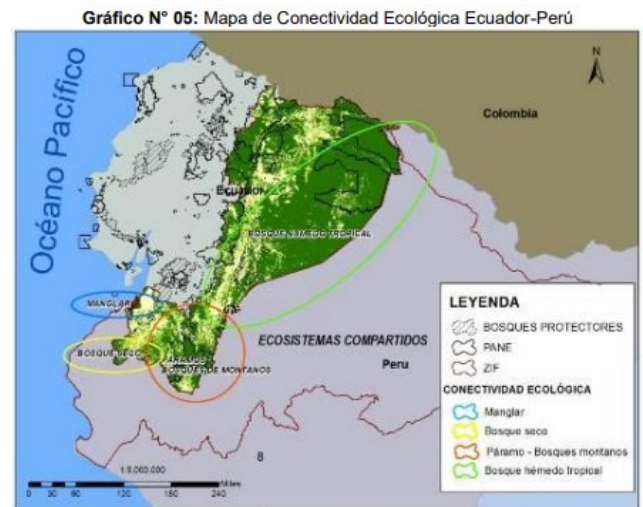 Gráfico N° 05: Mapa de Conectividad Ecológica Ecuador-Perú
N
Océano Pacífico
Colombia
Ecuador
BOSQUE HUMEDO TROPICAL
MANGLAR
BOSQUE SECO
PARAMO
BOSQUES DE MONTANOS
ECOSISTEMAS COMPARTIDOS
Peru
8
LEYENDA
BOSQUES PROTECTORES
PANE
ZIF
CONECTIVIDAD ECOLÓGICA
Manglar
Bosque seco
Páramo - Bosques montanos
Bosque hémedo tropical
1:5,000,000
0 30 60 120 180 240
Miles